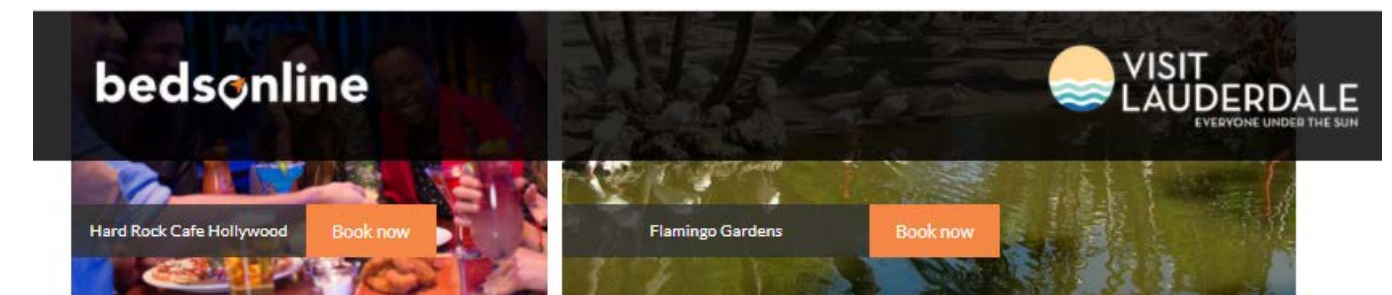 bedsonline
VISIT
LAUDERDALE
EVERYONE UNDER THE SUN
Hard Rock Cafe Hollywood
Book now
Flamingo Gardens
Book now